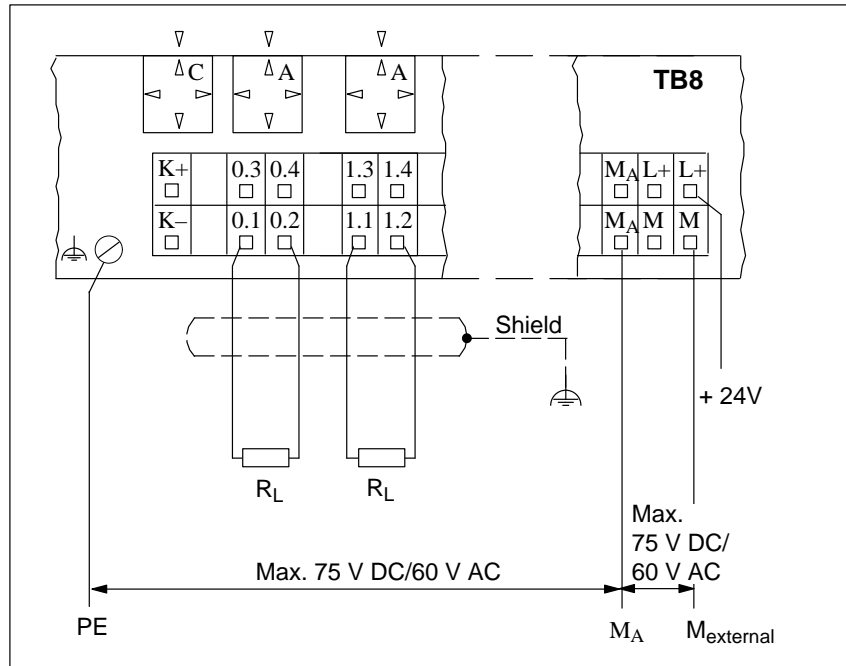 C A A
TB8
K+ 0.3 0.4 1.3 1.4 MA L+ L+
K– 0.1 0.2 1.1 1.2 MA M M
Shield
+ 24V
RL RL
Max.
75 V DC/
60 V AC
Max. 75 V DC/60 V AC
PE MA Mexternal